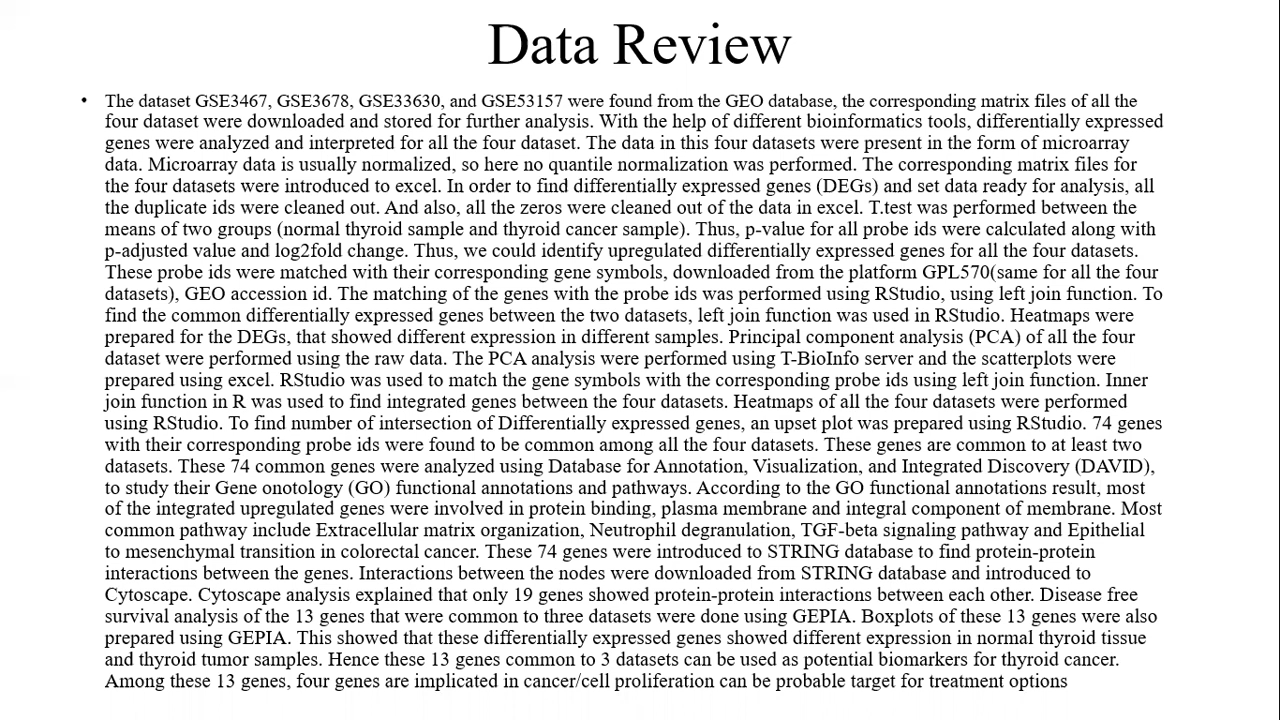 Data Review
• The dataset GSE3467, GSE3678, GSE33630, and GSE53157 were found from the GEO database, the corresponding matrix files of all the
four dataset were downloaded and stored for further analysis. With the help of different bioinformatics tools, differentially expressed
genes were analyzed and interpreted for all the four dataset. The data in this four datasets were present in the form of microarray
data. Microarray data is usually normalized, so here no quantile normalization was performed. The corresponding matrix files for
the four datasets were introduced to excel. In order to find differentially expressed genes (DEGs) and set data ready for analysis, all
the duplicate ids were cleaned out. And also, all the zeros were cleaned out of the data in excel. T.test was performed between the
means of two groups (normal thyroid sample and thyroid cancer sample). Thus, p-value for all probe ids were calculated along with
p-adjusted value and log2fold change. Thus, we could identify upregulated differentially expressed genes for all the four datasets.
These probe ids were matched with their corresponding gene symbols, downloaded from the platform GPL570(same for all the four
datasets), GEO accession id. The matching of the genes with the probe ids was performed using RStudio, using left join function. To
find the common differentially expressed genes between the two datasets, left join function was used in RStudio. Heatmaps were
prepared for the DEGs, that showed different expression in different samples. Principal component analysis (PCA) of all the four
dataset were performed using the raw data. The PCA analysis were performed using T-BioInfo server and the scatterplots were
prepared using excel. RStudio was used to match the gene symbols with the corresponding probe ids using left join function. Inner
join function in R was used to find integrated genes between the four datasets. Heatmaps of all the four datasets were performed
using RStudio. To find number of intersection of Differentially expressed genes, an upset plot was prepared using RStudio. 74 genes
with their corresponding probe ids were found to be common among all the four datasets. These genes are common to at least two
datasets. These 74 common genes were analyzed using Database for Annotation, Visualization, and Integrated Discovery (DAVID),
to study their Gene onotology (GO) functional annotations and pathways. According to the GO functional annotations result, most
of the integrated upregulated genes were involved in protein binding, plasma membrane and integral component of membrane. Most
common pathway include Extracellular matrix organization, Neutrophil degranulation, TGF-beta signaling pathway and Epithelial
to mesenchymal transition in colorectal cancer. These 74 genes were introduced to STRING database to find protein-protein
interactions between the genes. Interactions between the nodes were downloaded from STRING database and introduced to
Cytoscape. Cytoscape analysis explained that only 19 genes showed protein-protein interactions between each other. Disease free
survival analysis of the 13 genes that were common to three datasets were done using GEPIA. Boxplots of these 13 genes were also
prepared using GEPIA. This showed that these differentially expressed genes showed different expression in normal thyroid tissue
and thyroid tumor samples. Hence these 13 genes common to 3 datasets can be used as potential biomarkers for thyroid cancer.
Among these 13 genes, four genes are implicated in cancer/cell proliferation can be probable target for treatment options